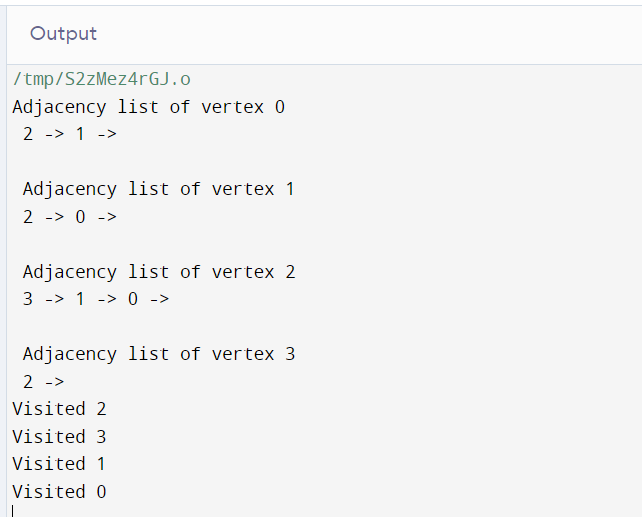 Output
/tmp/S2zMez4rGJ.o
Adjacency list of vertex 0
2 -> 1 ->
Adjacency list of vertex 1
2 -> 0 ->
Adjacency list of vertex 2
3 -> 1 -> 0 ->
Adjacency list of vertex 3
2 ->
Visited 2
Visited 3
Visited 1
Visited 0